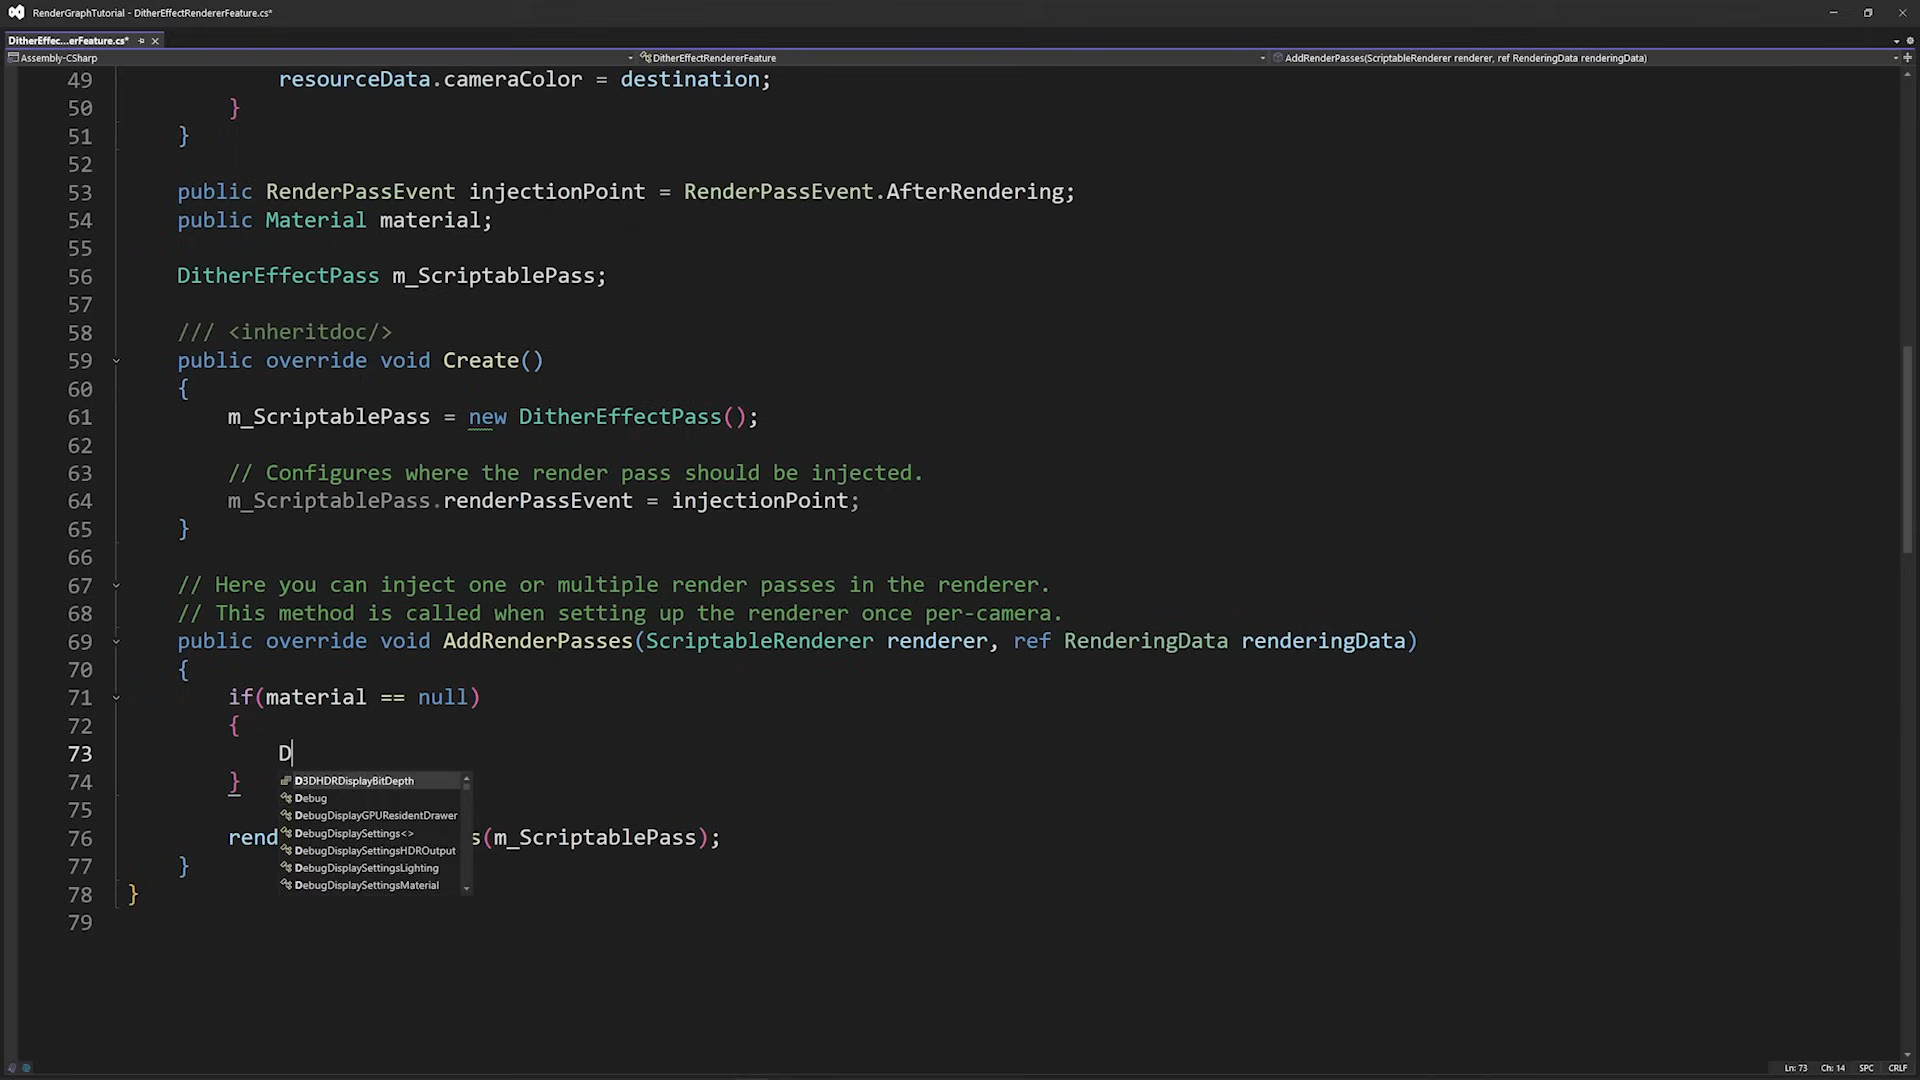 RenderGraphTutorial - DitherEffectRendererFeature.cs*
DitherEffec...erFeature.cs*
Assembly-CSharp
DitherEffectRendererFeature
AddRenderPasses(ScriptableRenderer renderer, ref RenderingData renderingData)
49 resourceData.cameraColor = destination;
50 }
51 }
52
53 public RenderPassEvent injectionPoint = RenderPassEvent.AfterRendering;
54 public Material material;
55
56 DitherEffectPass m_ScriptablePass;
57
58 /// <inheritdoc/>
59 public override void Create()
60 {
61 m_ScriptablePass = new DitherEffectPass();
62
63 // Configures where the render pass should be injected.
64 m_ScriptablePass.renderPassEvent = injectionPoint;
65 }
66
67 // Here you can inject one or multiple render passes in the renderer.
68 // This method is called when setting up the renderer once per-camera.
69 public override void AddRenderPasses(ScriptableRenderer renderer, ref RenderingData renderingData)
70 {
71 if(material == null)
72 {
73 D
74 }
75
76 rend s(m_ScriptablePass);
77 }
78 }
79
D3DHDRDisplayBitDepth
Debug
DebugDisplayGPUResidentDrawer
DebugDisplaySettings<>
DebugDisplaySettingsHDROutput
DebugDisplaySettingsLighting
DebugDisplaySettingsMaterial
Ln: 73 Ch: 14 SPC CRLF